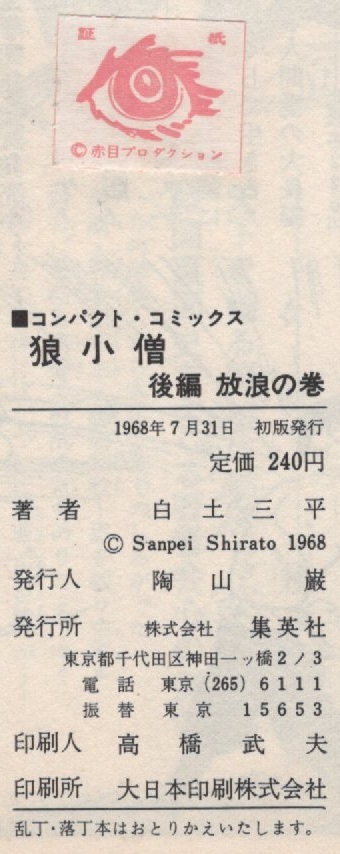 証 紙
©赤目プロダクション
■コンパクト・コミックス
狼小僧
後編 放浪の巻
1968年7月31日 初版発行
定価 240円
著者 白土三平
© Sanpei Shirato 1968
発行人 陶山 巌
発行所 株式会社 集英社
東京都千代田区神田一ッ橋2ノ3
電話 東京(265)6111
振替 東京 15653
印刷人 高橋武夫
印刷所 大日本印刷株式会社
乱丁・落丁本はおとりかえいたします。